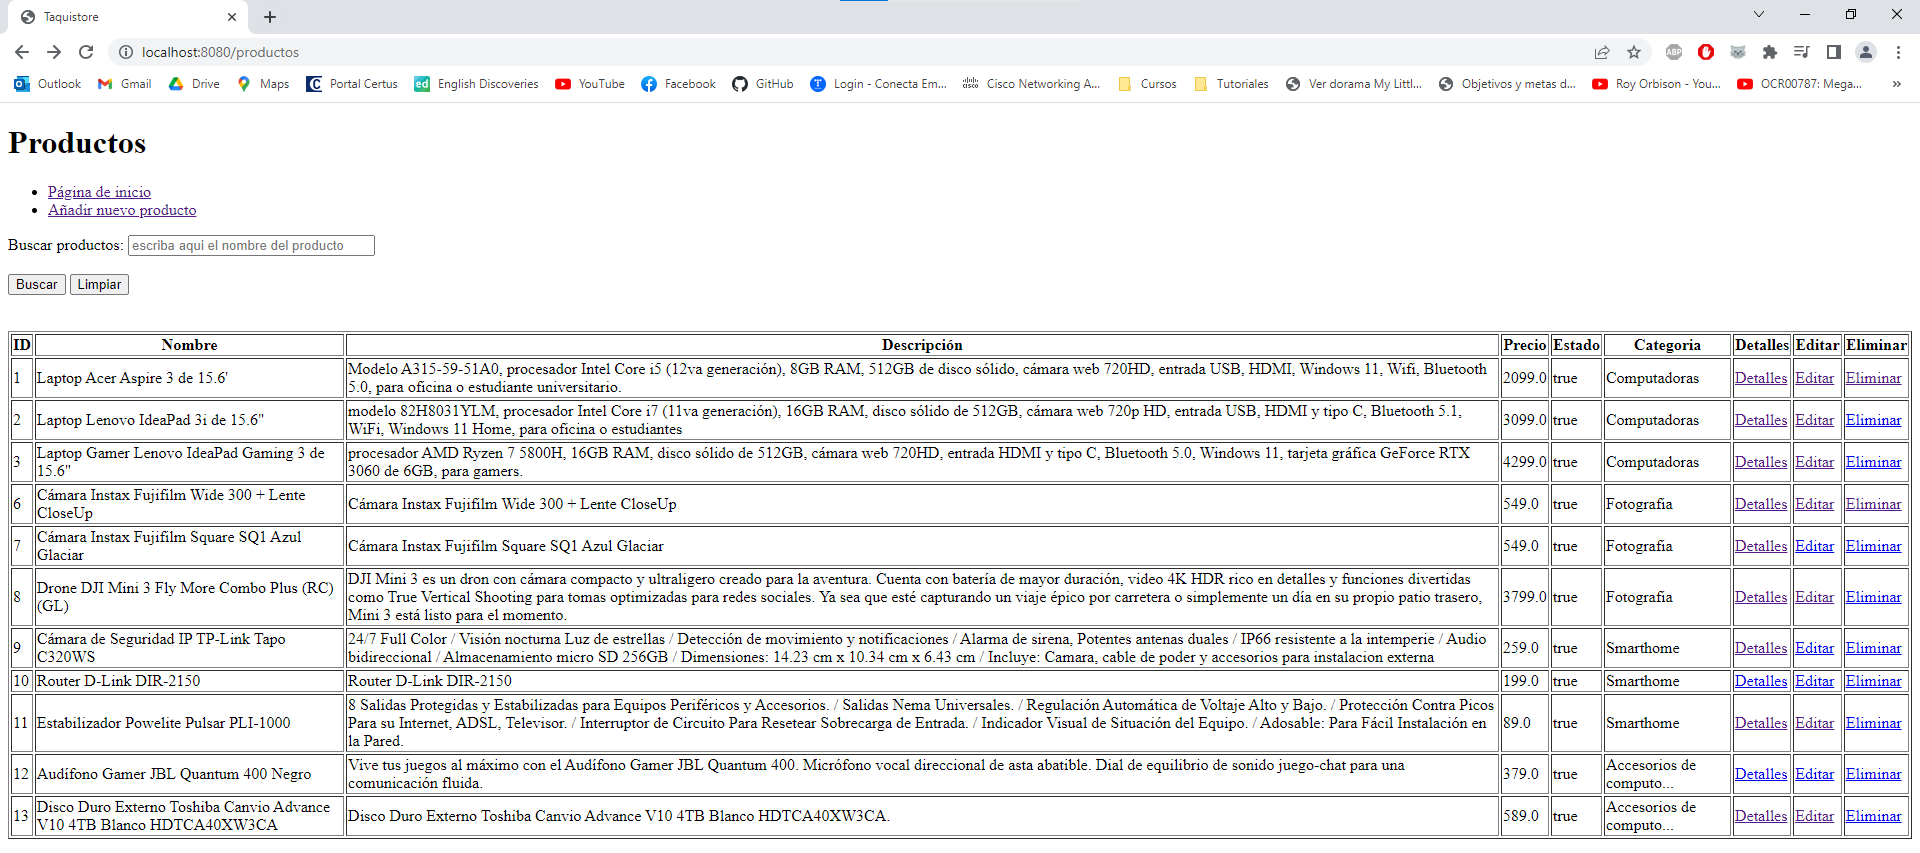 Taquistore
localhost:8080/productos
Outlook Gmail Drive Maps Portal Certus English Discoveries YouTube Facebook GitHub Login - Conecta Em... Cisco Networking A... Cursos Tutoriales Ver dorama My Littl... Objetivos y metas d... Roy Orbison - You... OCR00787: Mega... »
Productos
Página de inicio
Añadir nuevo producto
Buscar productos: escriba aqui el nombre del producto
Buscar Limpiar
ID Nombre Descripción Precio Estado Categoria Detalles Editar Eliminar
1 Laptop Acer Aspire 3 de 15.6' Modelo A315-59-51A0, procesador Intel Core i5 (12va generación), 8GB RAM, 512GB de disco sólido, cámara web 720HD, entrada USB, HDMI, Windows 11, Wifi, Bluetooth
5.0, para oficina o estudiante universitario. 2099.0 true Computadoras Detalles Editar Eliminar
2 Laptop Lenovo IdeaPad 3i de 15.6" modelo 82H8031YLM, procesador Intel Core i7 (11va generación), 16GB RAM, disco sólido de 512GB, cámara web 720p HD, entrada USB, HDMI y tipo C, Bluetooth 5.1,
WiFi, Windows 11 Home, para oficina o estudiantes 3099.0 true Computadoras Detalles Editar Eliminar
3 Laptop Gamer Lenovo IdeaPad Gaming 3 de
15.6" procesador AMD Ryzen 7 5800H, 16GB RAM, disco sólido de 512GB, cámara web 720HD, entrada HDMI y tipo C, Bluetooth 5.0, Windows 11, tarjeta gráfica GeForce RTX
3060 de 6GB, para gamers. 4299.0 true Computadoras Detalles Editar Eliminar
6 Cámara Instax Fujifilm Wide 300 + Lente
CloseUp Cámara Instax Fujifilm Wide 300 + Lente CloseUp 549.0 true Fotografia Detalles Editar Eliminar
7 Cámara Instax Fujifilm Square SQ1 Azul
Glaciar Cámara Instax Fujifilm Square SQ1 Azul Glaciar 549.0 true Fotografia Detalles Editar Eliminar
8 Drone DJI Mini 3 Fly More Combo Plus (RC)
(GL) DJI Mini 3 es un dron con cámara compacto y ultraligero creado para la aventura. Cuenta con batería de mayor duración, video 4K HDR rico en detalles y funciones divertidas
como True Vertical Shooting para tomas optimizadas para redes sociales. Ya sea que esté capturando un viaje épico por carretera o simplemente un día en su propio patio trasero,
Mini 3 está listo para el momento. 3799.0 true Fotografia Detalles Editar Eliminar
9 Cámara de Seguridad IP TP-Link Tapo
C320WS 24/7 Full Color / Visión nocturna Luz de estrellas / Detección de movimiento y notificaciones / Alarma de sirena, Potentes antenas duales / IP66 resistente a la intemperie / Audio
bidireccional / Almacenamiento micro SD 256GB / Dimensiones: 14.23 cm x 10.34 cm x 6.43 cm / Incluye: Camara, cable de poder y accesorios para instalacion externa 259.0 true Smarthome Detalles Editar Eliminar
10 Router D-Link DIR-2150 Router D-Link DIR-2150 199.0 true Smarthome Detalles Editar Eliminar
11 Estabilizador Powelite Pulsar PLI-1000 8 Salidas Protegidas y Estabilizadas para Equipos Periféricos y Accesorios. / Salidas Nema Universales. / Regulación Automática de Voltaje Alto y Bajo. / Protección Contra Picos
Para su Internet, ADSL, Televisor. / Interruptor de Circuito Para Resetear Sobrecarga de Entrada. / Indicador Visual de Situación del Equipo. / Adosable: Para Fácil Instalación en
la Pared. 89.0 true Smarthome Detalles Editar Eliminar
12 Audífono Gamer JBL Quantum 400 Negro Vive tus juegos al máximo con el Audífono Gamer JBL Quantum 400. Micrófono vocal direccional de asta abatible. Dial de equilibrio de sonido juego-chat para una
comunicación fluida. 379.0 true Accesorios de
computo... Detalles Editar Eliminar
13 Disco Duro Externo Toshiba Canvio Advance
V10 4TB Blanco HDTCA40XW3CA Disco Duro Externo Toshiba Canvio Advance V10 4TB Blanco HDTCA40XW3CA. 589.0 true Accesorios de
computo... Detalles Editar Eliminar